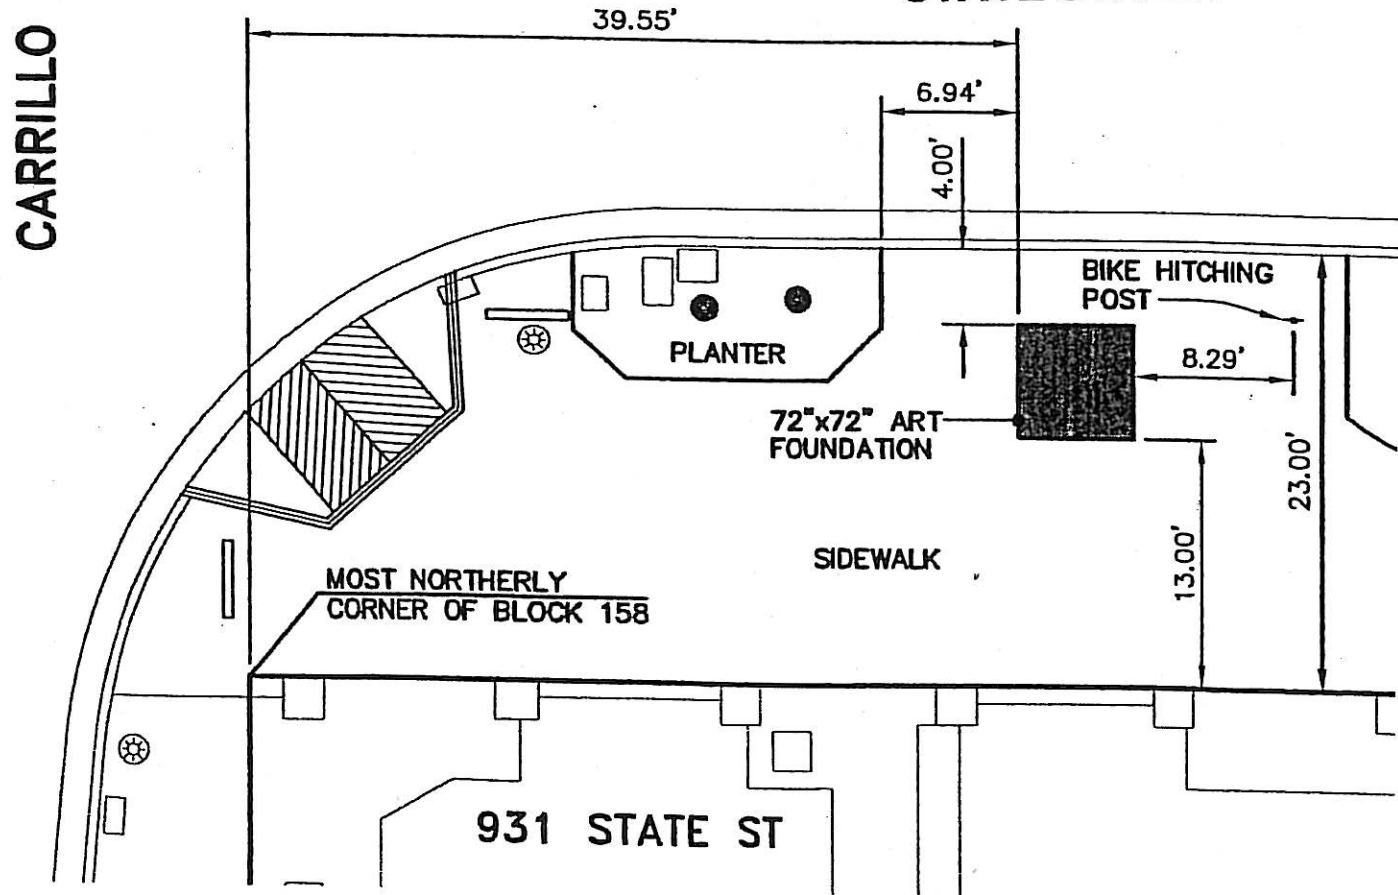 39.55'
CARRILLO
6.94'
4.00'
BIKE HITCHING
POST
PLANTER
8.29'
72"x72" ART
FOUNDATION
23.00'
SIDEWALK
13.00'
MOST NORTHERLY
CORNER OF BLOCK 158
931 STATE ST